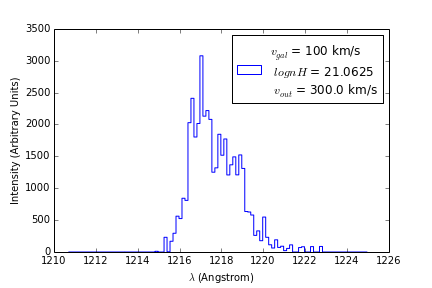 3500
3000
2500
2000
1500
1000
500
0
Intensity (Arbitrary Units)
v_gal = 100 km/s
lognH = 21.0625
v_out = 300.0 km/s
1210 1212 1214 1216 1218 1220 1222 1224 1226
λ (Angstrom)